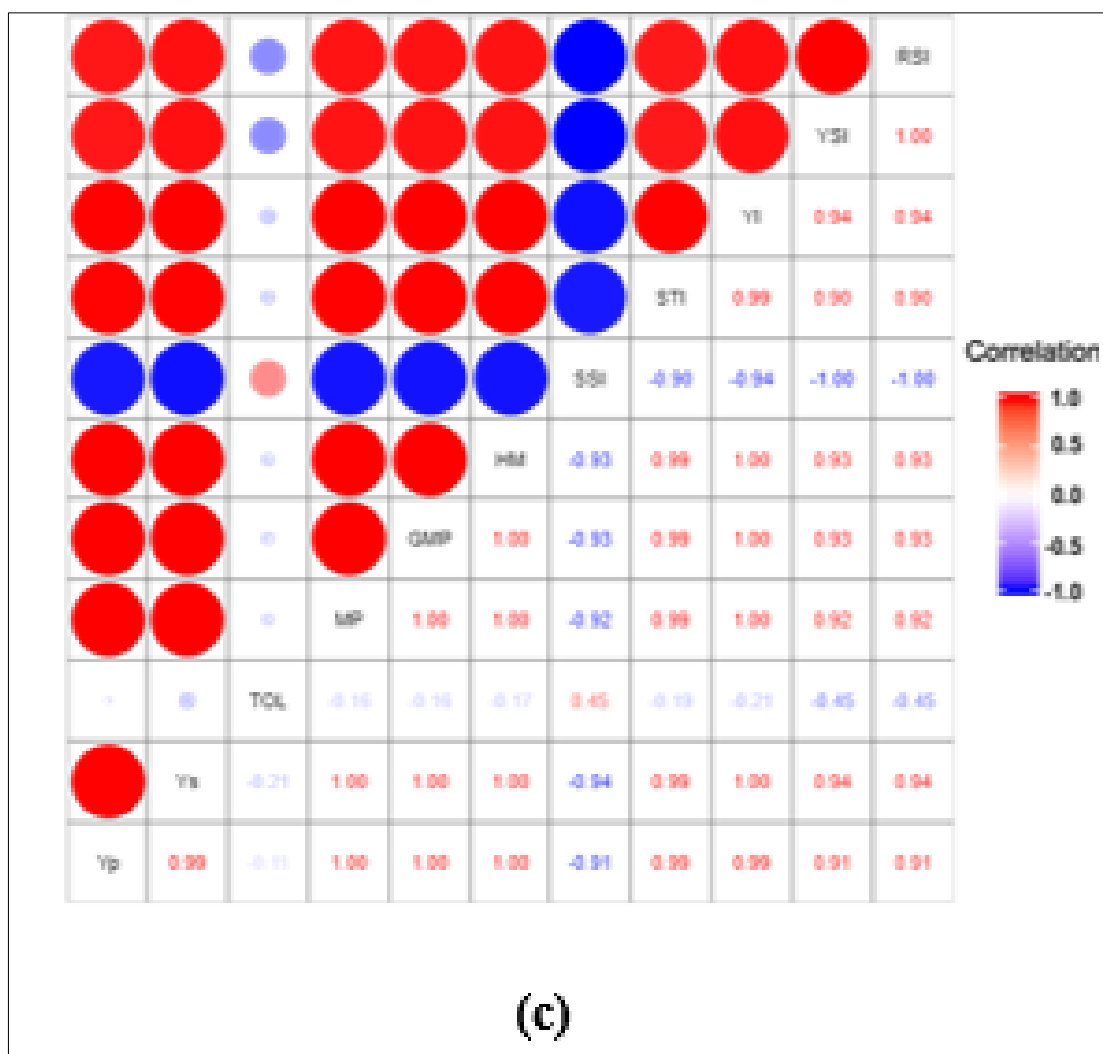 RSI
YSI 1.00
YI 0.94 0.94
STI 0.99 0.90 0.90
Correlation
SSI -0.90 -0.94 -1.00 -1.00
1.0
0.5
0.0
-0.5
-1.0
HM -0.93 0.99 1.00 0.93 0.93
GMP 1.00 -0.93 0.99 1.00 0.93 0.93
MP 1.00 1.00 -0.92 0.99 1.00 0.92 0.92
TOL -0.16 -0.16 -0.17 0.45 -0.19 -0.21 -0.45 -0.45
Ys -0.21 1.00 1.00 1.00 -0.94 0.99 1.00 0.94 0.94
Yp 0.99 -0.11 1.00 1.00 1.00 -0.91 0.99 0.99 0.91 0.91
(c)